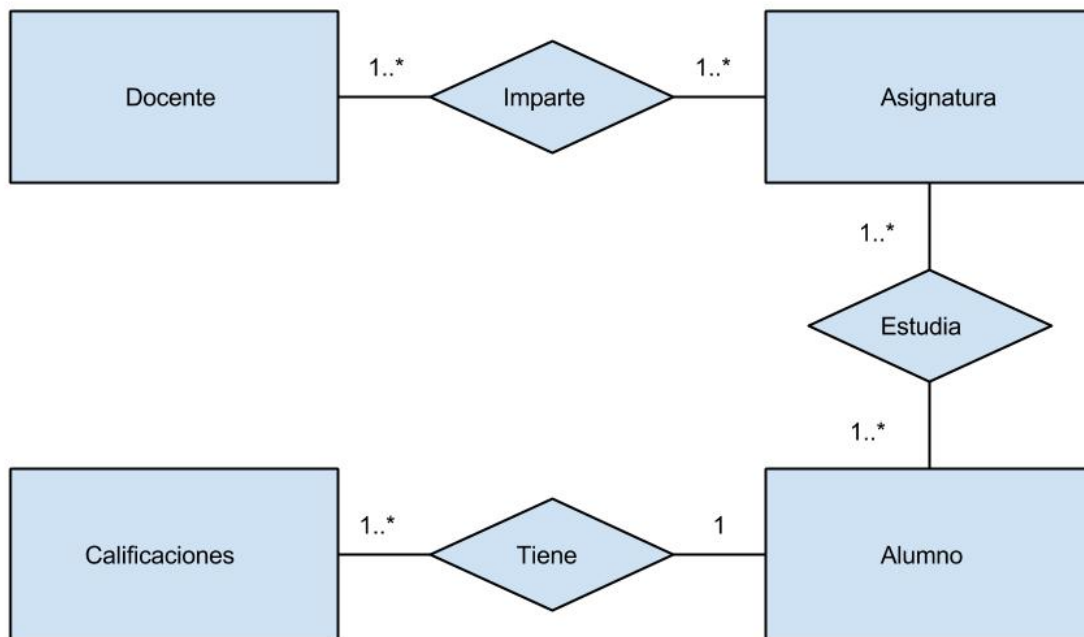 1..* 1..*
Docente Imparte Asignatura
1..*
Estudia
1..*
1..* 1
Calificaciones Tiene Alumno